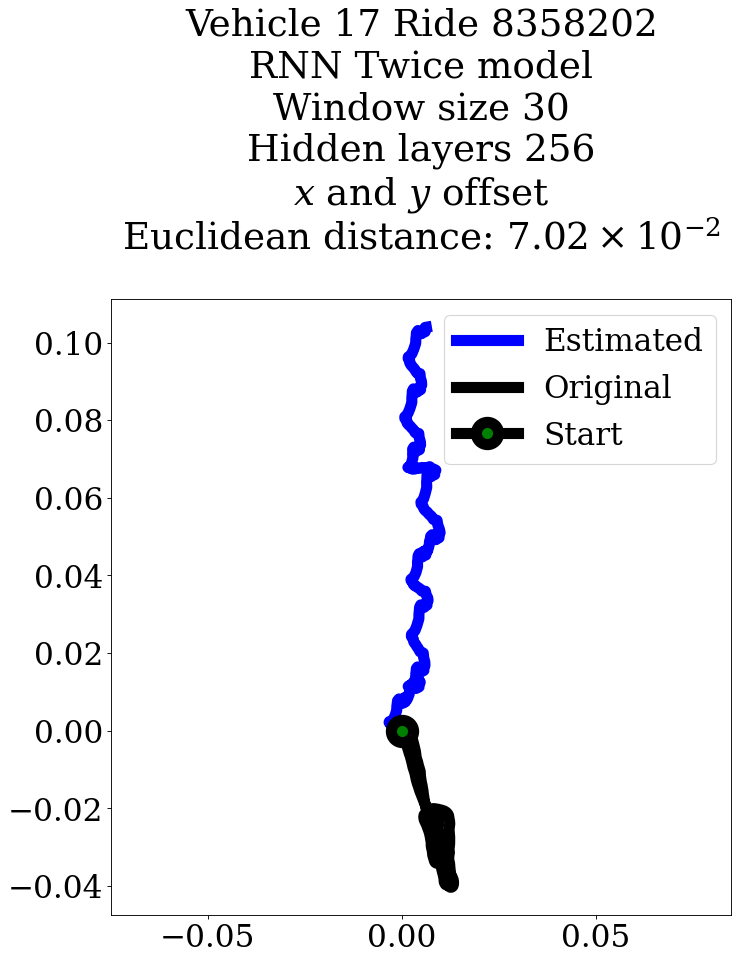 Vehicle 17 Ride 8358202
RNN Twice model
Window size 30
Hidden layers 256
x and y offset
Euclidean distance: 7.02 × 10⁻²
Estimated
Original
Start
0.10
0.08
0.06
0.04
0.02
0.00
−0.02
−0.04
−0.05 0.00 0.05